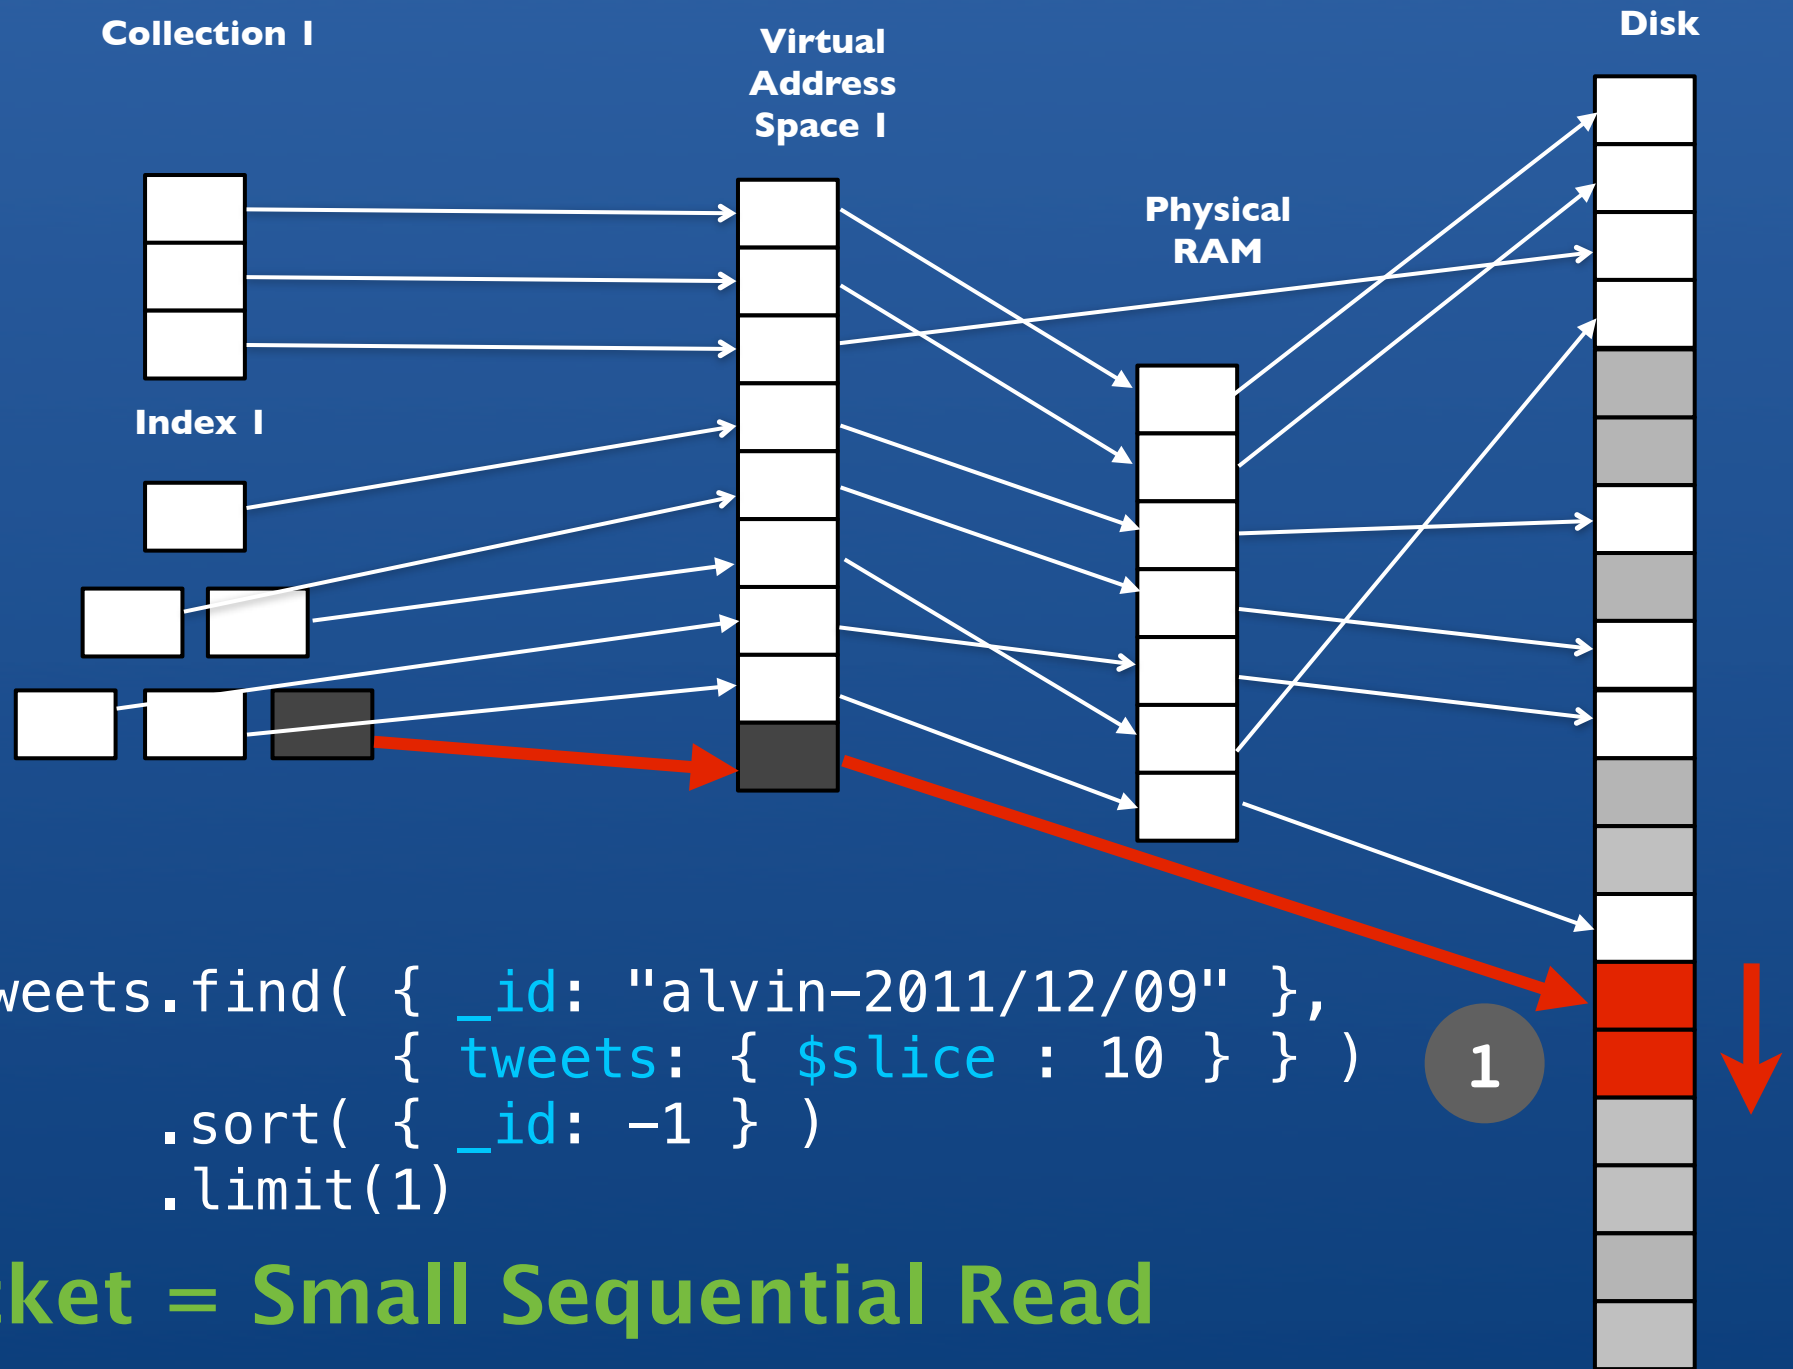 Collection 1
Virtual
Address
Space 1
Disk
Physical
RAM
Index 1
weets.find( { _id: "alvin-2011/12/09" },
{ tweets: { $slice : 10 } } )
.sort( { _id: -1 } )
.limit(1)
1
ket = Small Sequential Read